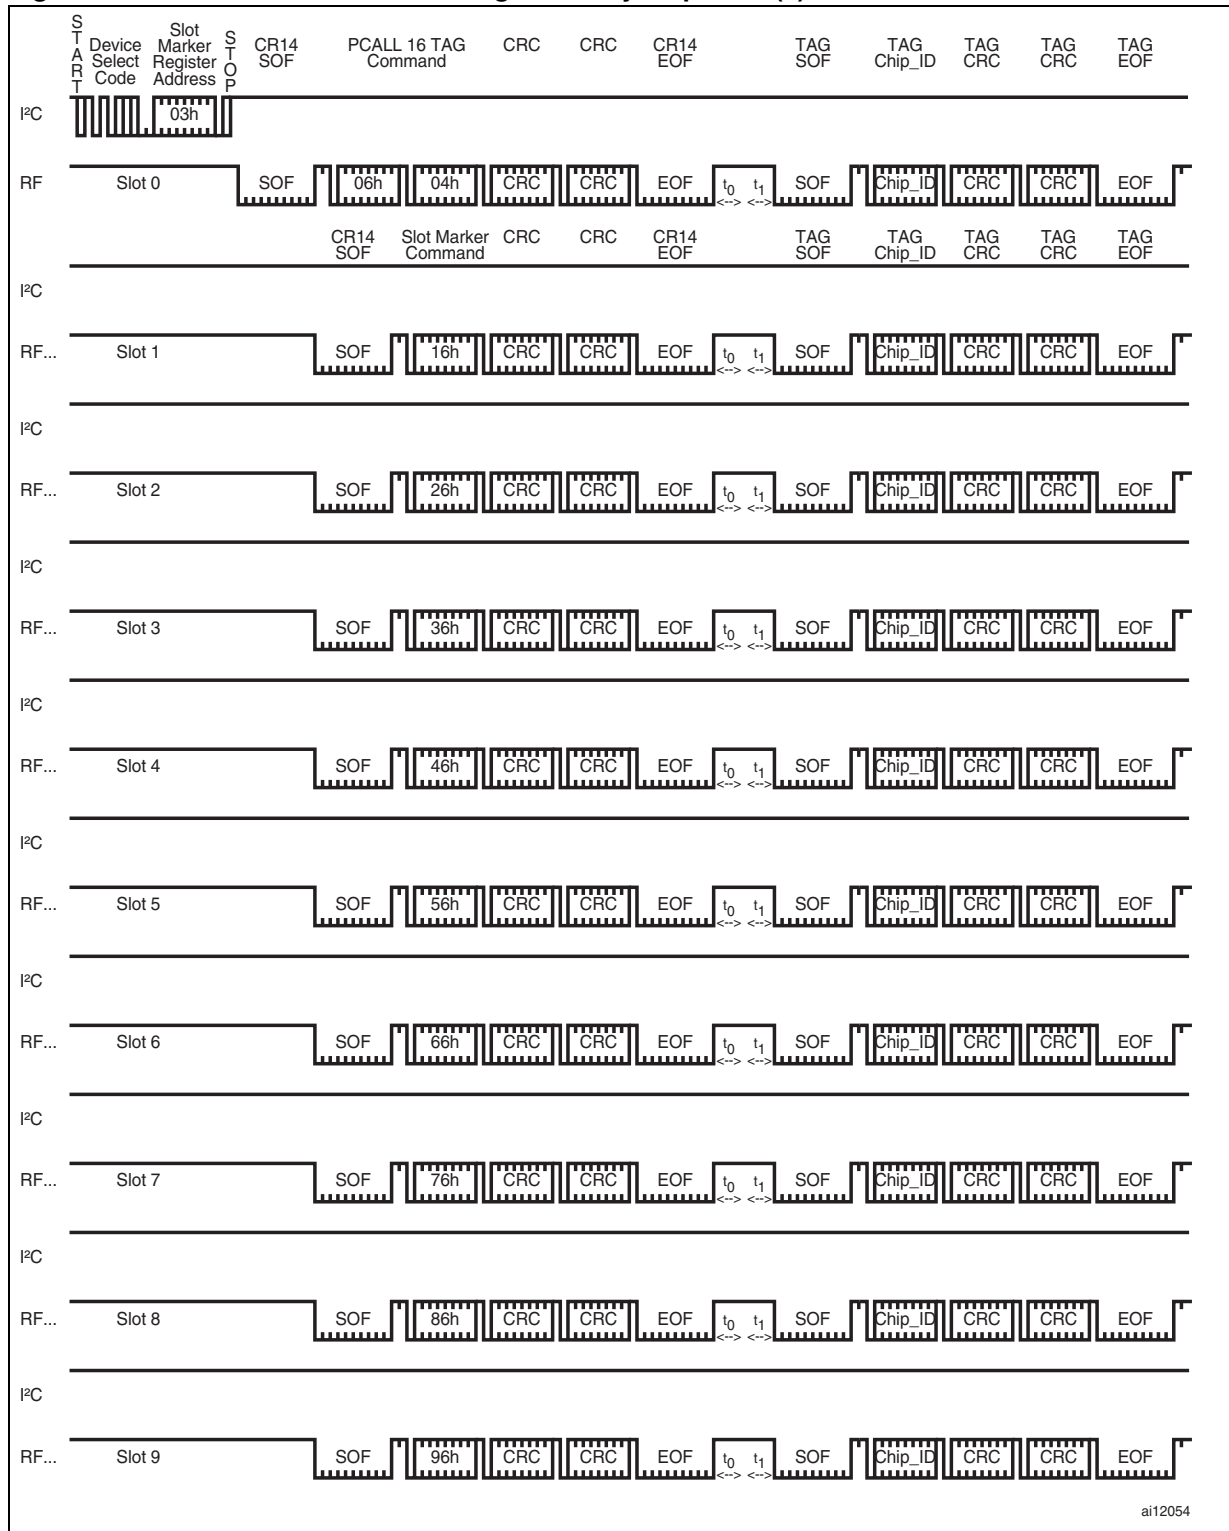 START Device Select Code Slot Marker Register Address STOP CR14 SOF PCALL 16 TAG Command CRC CRC CR14 EOF TAG SOF TAG Chip_ID TAG CRC TAG CRC TAG EOF
I²C 03h
RF Slot 0 SOF 06h 04h CRC CRC EOF t0 t1 SOF Chip_ID CRC CRC EOF
<--> <-->
CR14 SOF Slot Marker Command CRC CRC CR14 EOF TAG SOF TAG Chip_ID TAG CRC TAG CRC TAG EOF
I²C
RF... Slot 1 SOF 16h CRC CRC EOF t0 t1 SOF Chip_ID CRC CRC EOF
<--> <-->
I²C
RF... Slot 2 SOF 26h CRC CRC EOF t0 t1 SOF Chip_ID CRC CRC EOF
<--> <-->
I²C
RF... Slot 3 SOF 36h CRC CRC EOF t0 t1 SOF Chip_ID CRC CRC EOF
<--> <-->
I²C
RF... Slot 4 SOF 46h CRC CRC EOF t0 t1 SOF Chip_ID CRC CRC EOF
<--> <-->
I²C
RF... Slot 5 SOF 56h CRC CRC EOF t0 t1 SOF Chip_ID CRC CRC EOF
<--> <-->
I²C
RF... Slot 6 SOF 66h CRC CRC EOF t0 t1 SOF Chip_ID CRC CRC EOF
<--> <-->
I²C
RF... Slot 7 SOF 76h CRC CRC EOF t0 t1 SOF Chip_ID CRC CRC EOF
<--> <-->
I²C
RF... Slot 8 SOF 86h CRC CRC EOF t0 t1 SOF Chip_ID CRC CRC EOF
<--> <-->
I²C
RF... Slot 9 SOF 96h CRC CRC EOF t0 t1 SOF Chip_ID CRC CRC EOF
<--> <-->
ai12054